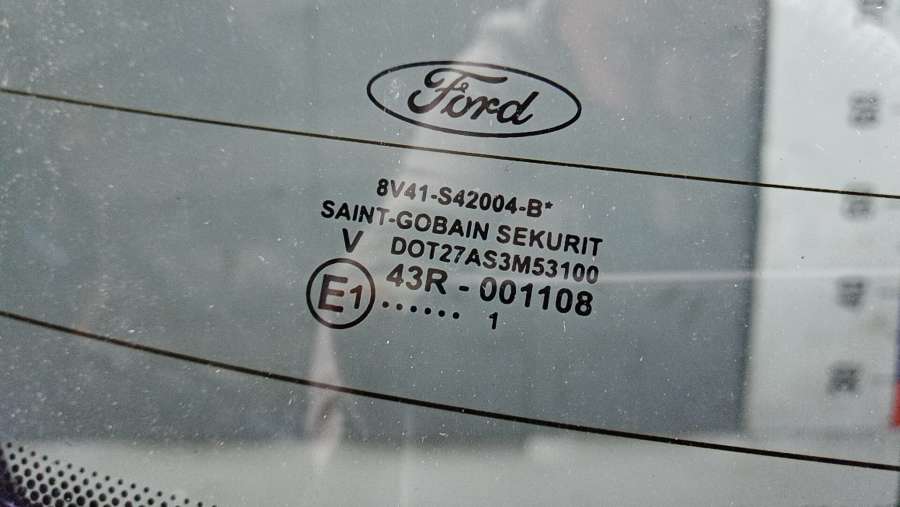 Ford
8V41-S42004-B*
SAINT-GOBAIN SEKURIT
V DOT27AS3M53100
E1 43R - 001108
...... 1